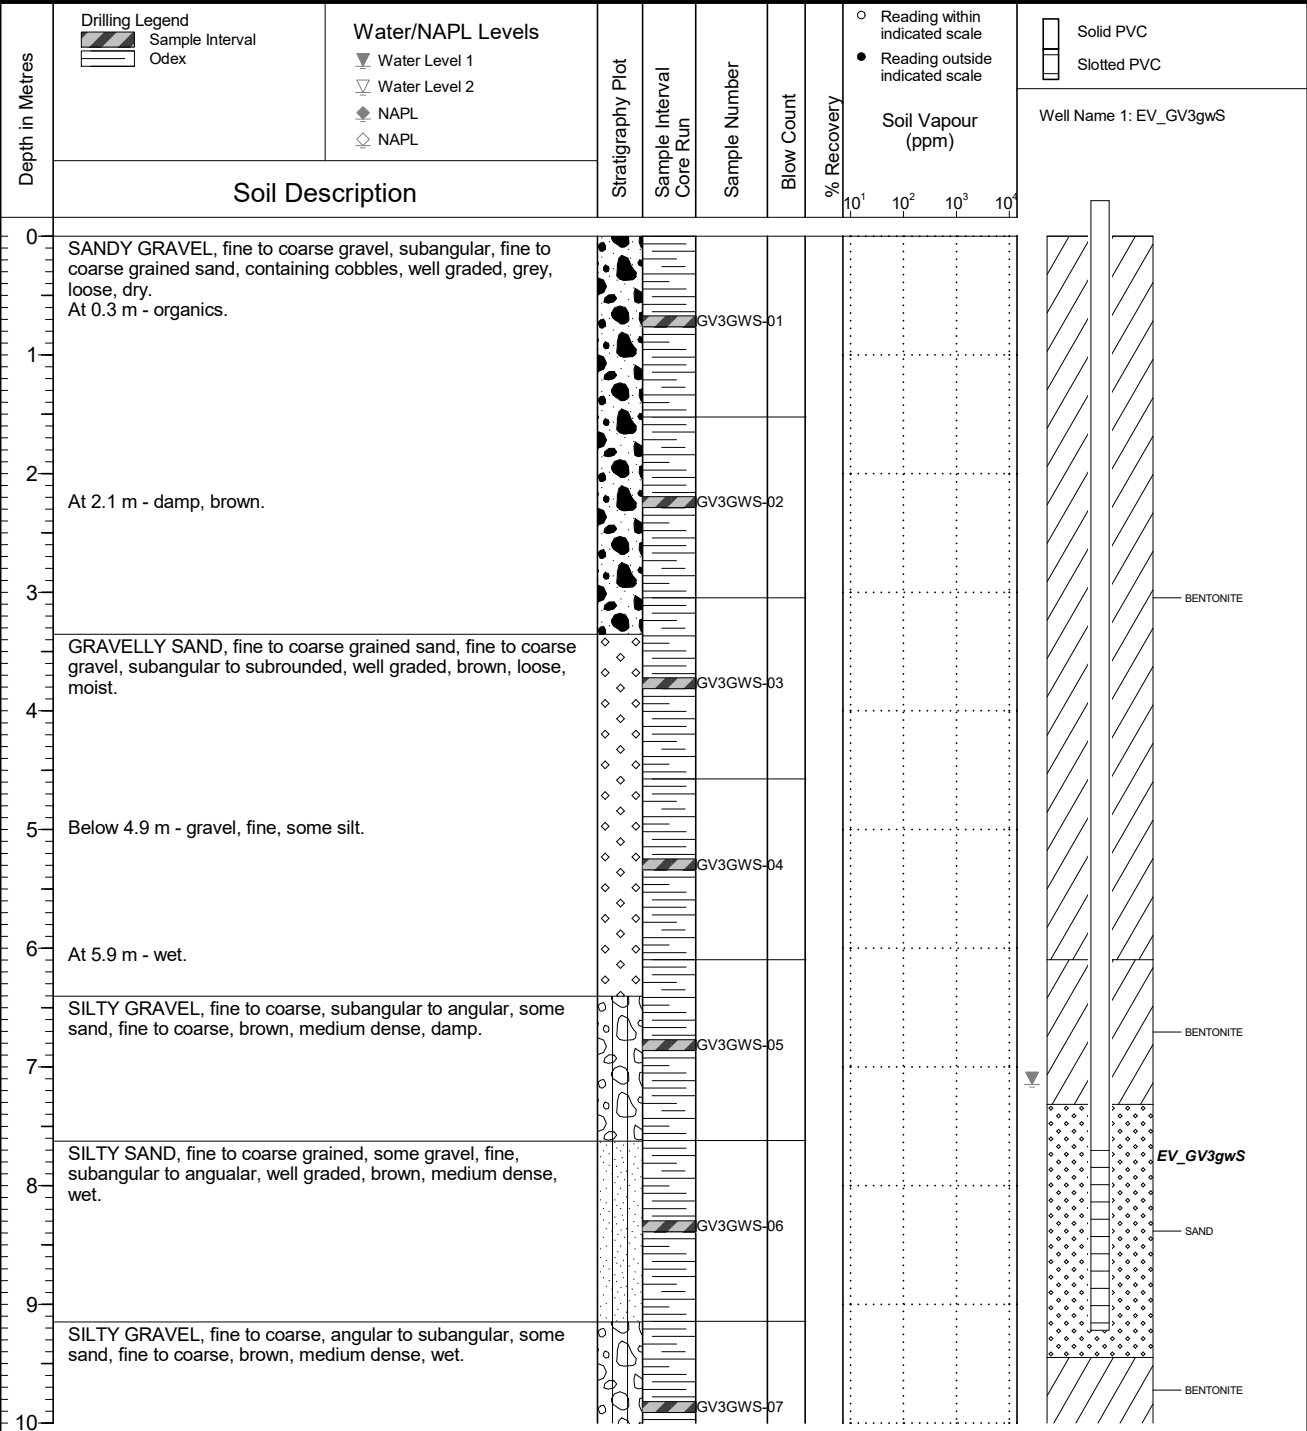 Drilling Legend
Sample Interval
Odex
Water/NAPL Levels
Water Level 1
Water Level 2
NAPL
NAPL
Depth in Metres
Soil Description
Stratigraphy Plot
Sample Interval
Core Run
Sample Number
Blow Count
% Recovery
Reading within
indicated scale
Reading outside
indicated scale
Soil Vapour
(ppm)
10¹ 10² 10³ 10⁴
Solid PVC
Slotted PVC
Well Name 1: EV_GV3gwS
0
SANDY GRAVEL, fine to coarse gravel, subangular, fine to
coarse grained sand, containing cobbles, well graded, grey,
loose, dry.
At 0.3 m - organics.
GV3GWS-01
1
2
At 2.1 m - damp, brown.
GV3GWS-02
3
BENTONITE
GRAVELLY SAND, fine to coarse grained sand, fine to coarse
gravel, subangular to subrounded, well graded, brown, loose,
moist.
GV3GWS-03
4
5
Below 4.9 m - gravel, fine, some silt.
GV3GWS-04
6
At 5.9 m - wet.
SILTY GRAVEL, fine to coarse, subangular to angular, some
sand, fine to coarse, brown, medium dense, damp.
BENTONITE
GV3GWS-05
7
SILTY SAND, fine to coarse grained, some gravel, fine,
subangular to angualar, well graded, brown, medium dense,
wet.
EV_GV3gwS
8
GV3GWS-06
SAND
9
SILTY GRAVEL, fine to coarse, angular to subangular, some
sand, fine to coarse, brown, medium dense, wet.
BENTONITE
GV3GWS-07
10